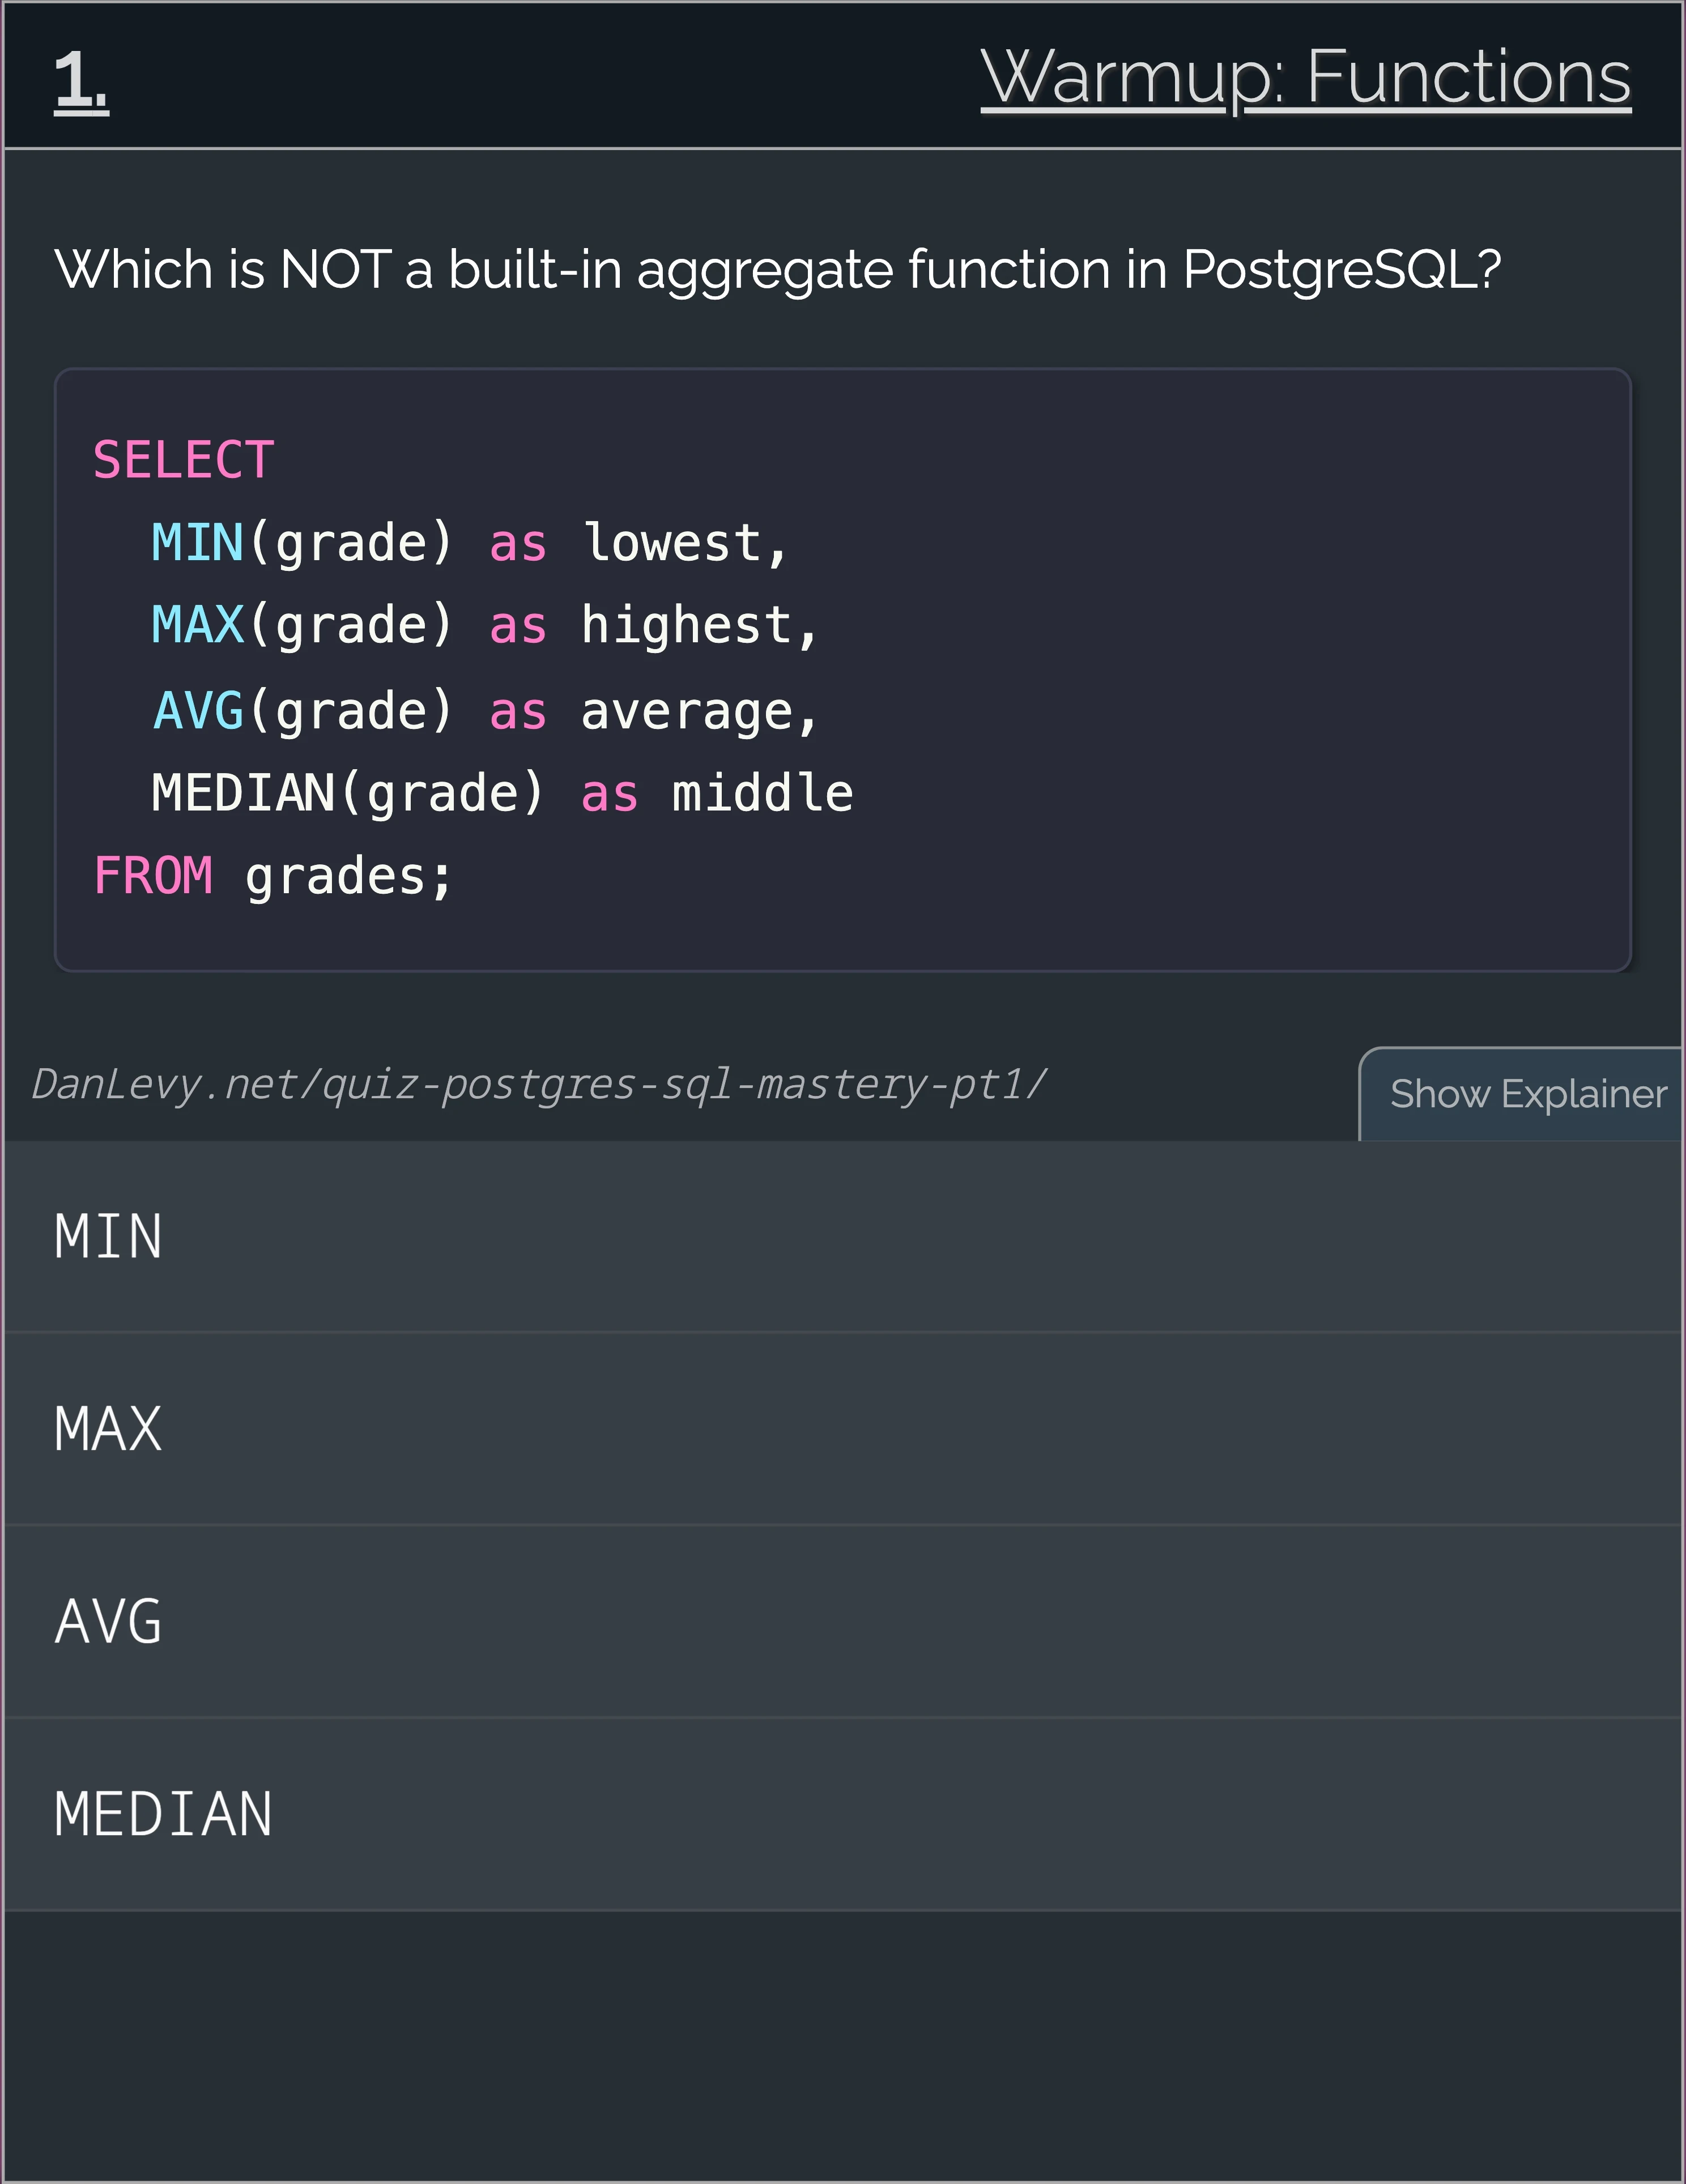 1.
Warmup: Functions
Which is NOT a built-in aggregate function in PostgreSQL?
SELECT
  MIN(grade) as lowest,
  MAX(grade) as highest,
  AVG(grade) as average,
  MEDIAN(grade) as middle
FROM grades;
DanLevy.net/quiz-postgres-sql-mastery-pt1/
Show Explainer
MIN
MAX
AVG
MEDIAN